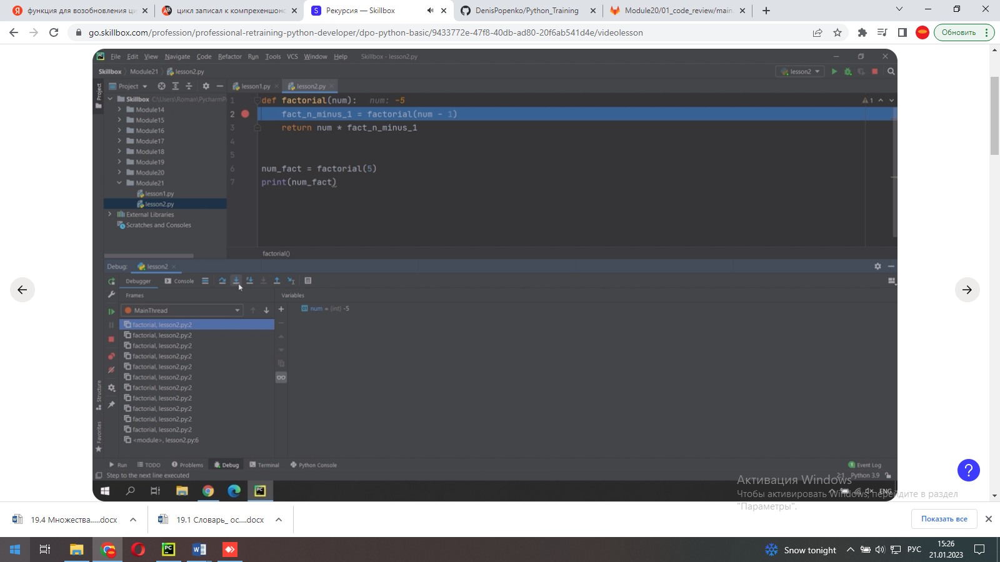 функция для возобновления ци
цикл записал к компрехеншонс
Рекурсия — Skillbox
DenisPopenko/Python_Training
Module20/01_code_review/main.
go.skillbox.com/profession/professional-retraining-python-developer/dpo-python-basic/9433772e-47f8-40db-ad80-20f6ab541d4e/videolesson
Обновить
File Edit View Navigate Code Refactor Run Tools VCS Window Help Skillbox - lesson2.py
Skillbox Module21 lesson2.py
lesson2
Project
Project
lesson1.py
lesson2.py
Skillbox C:\Users\Roman\PycharmPr
Module14
Module15
Module16
Module17
Module18
Module19
Module20
Module21
lesson1.py
lesson2.py
External Libraries
Scratches and Consoles
1 def factorial(num): num: -5
1
2 fact_n_minus_1 = factorial(num - 1)
3 return num * fact_n_minus_1
4
5
6 num_fact = factorial(5)
7 print(num_fact)
factorial()
Debug: lesson2
Debugger Console
Frames
Variables
MainThread
num = {int} -5
factorial, lesson2.py:2
factorial, lesson2.py:2
factorial, lesson2.py:2
factorial, lesson2.py:2
factorial, lesson2.py:2
factorial, lesson2.py:2
factorial, lesson2.py:2
factorial, lesson2.py:2
factorial, lesson2.py:2
factorial, lesson2.py:2
factorial, lesson2.py:2
<module>, lesson2.py:6
Structure
Favorites
Run TODO Problems Debug Terminal Python Console
1 Event Log
Step to the next line executed
2:1 Python 3.9
ENG
Активация Windows
Чтобы активировать Windows, перейдите в раздел
"Параметры".
19.4 Множества.....docx
19.1 Словарь_ ос....docx
Показать все
Snow tonight
РУС
15:26
21.01.2023